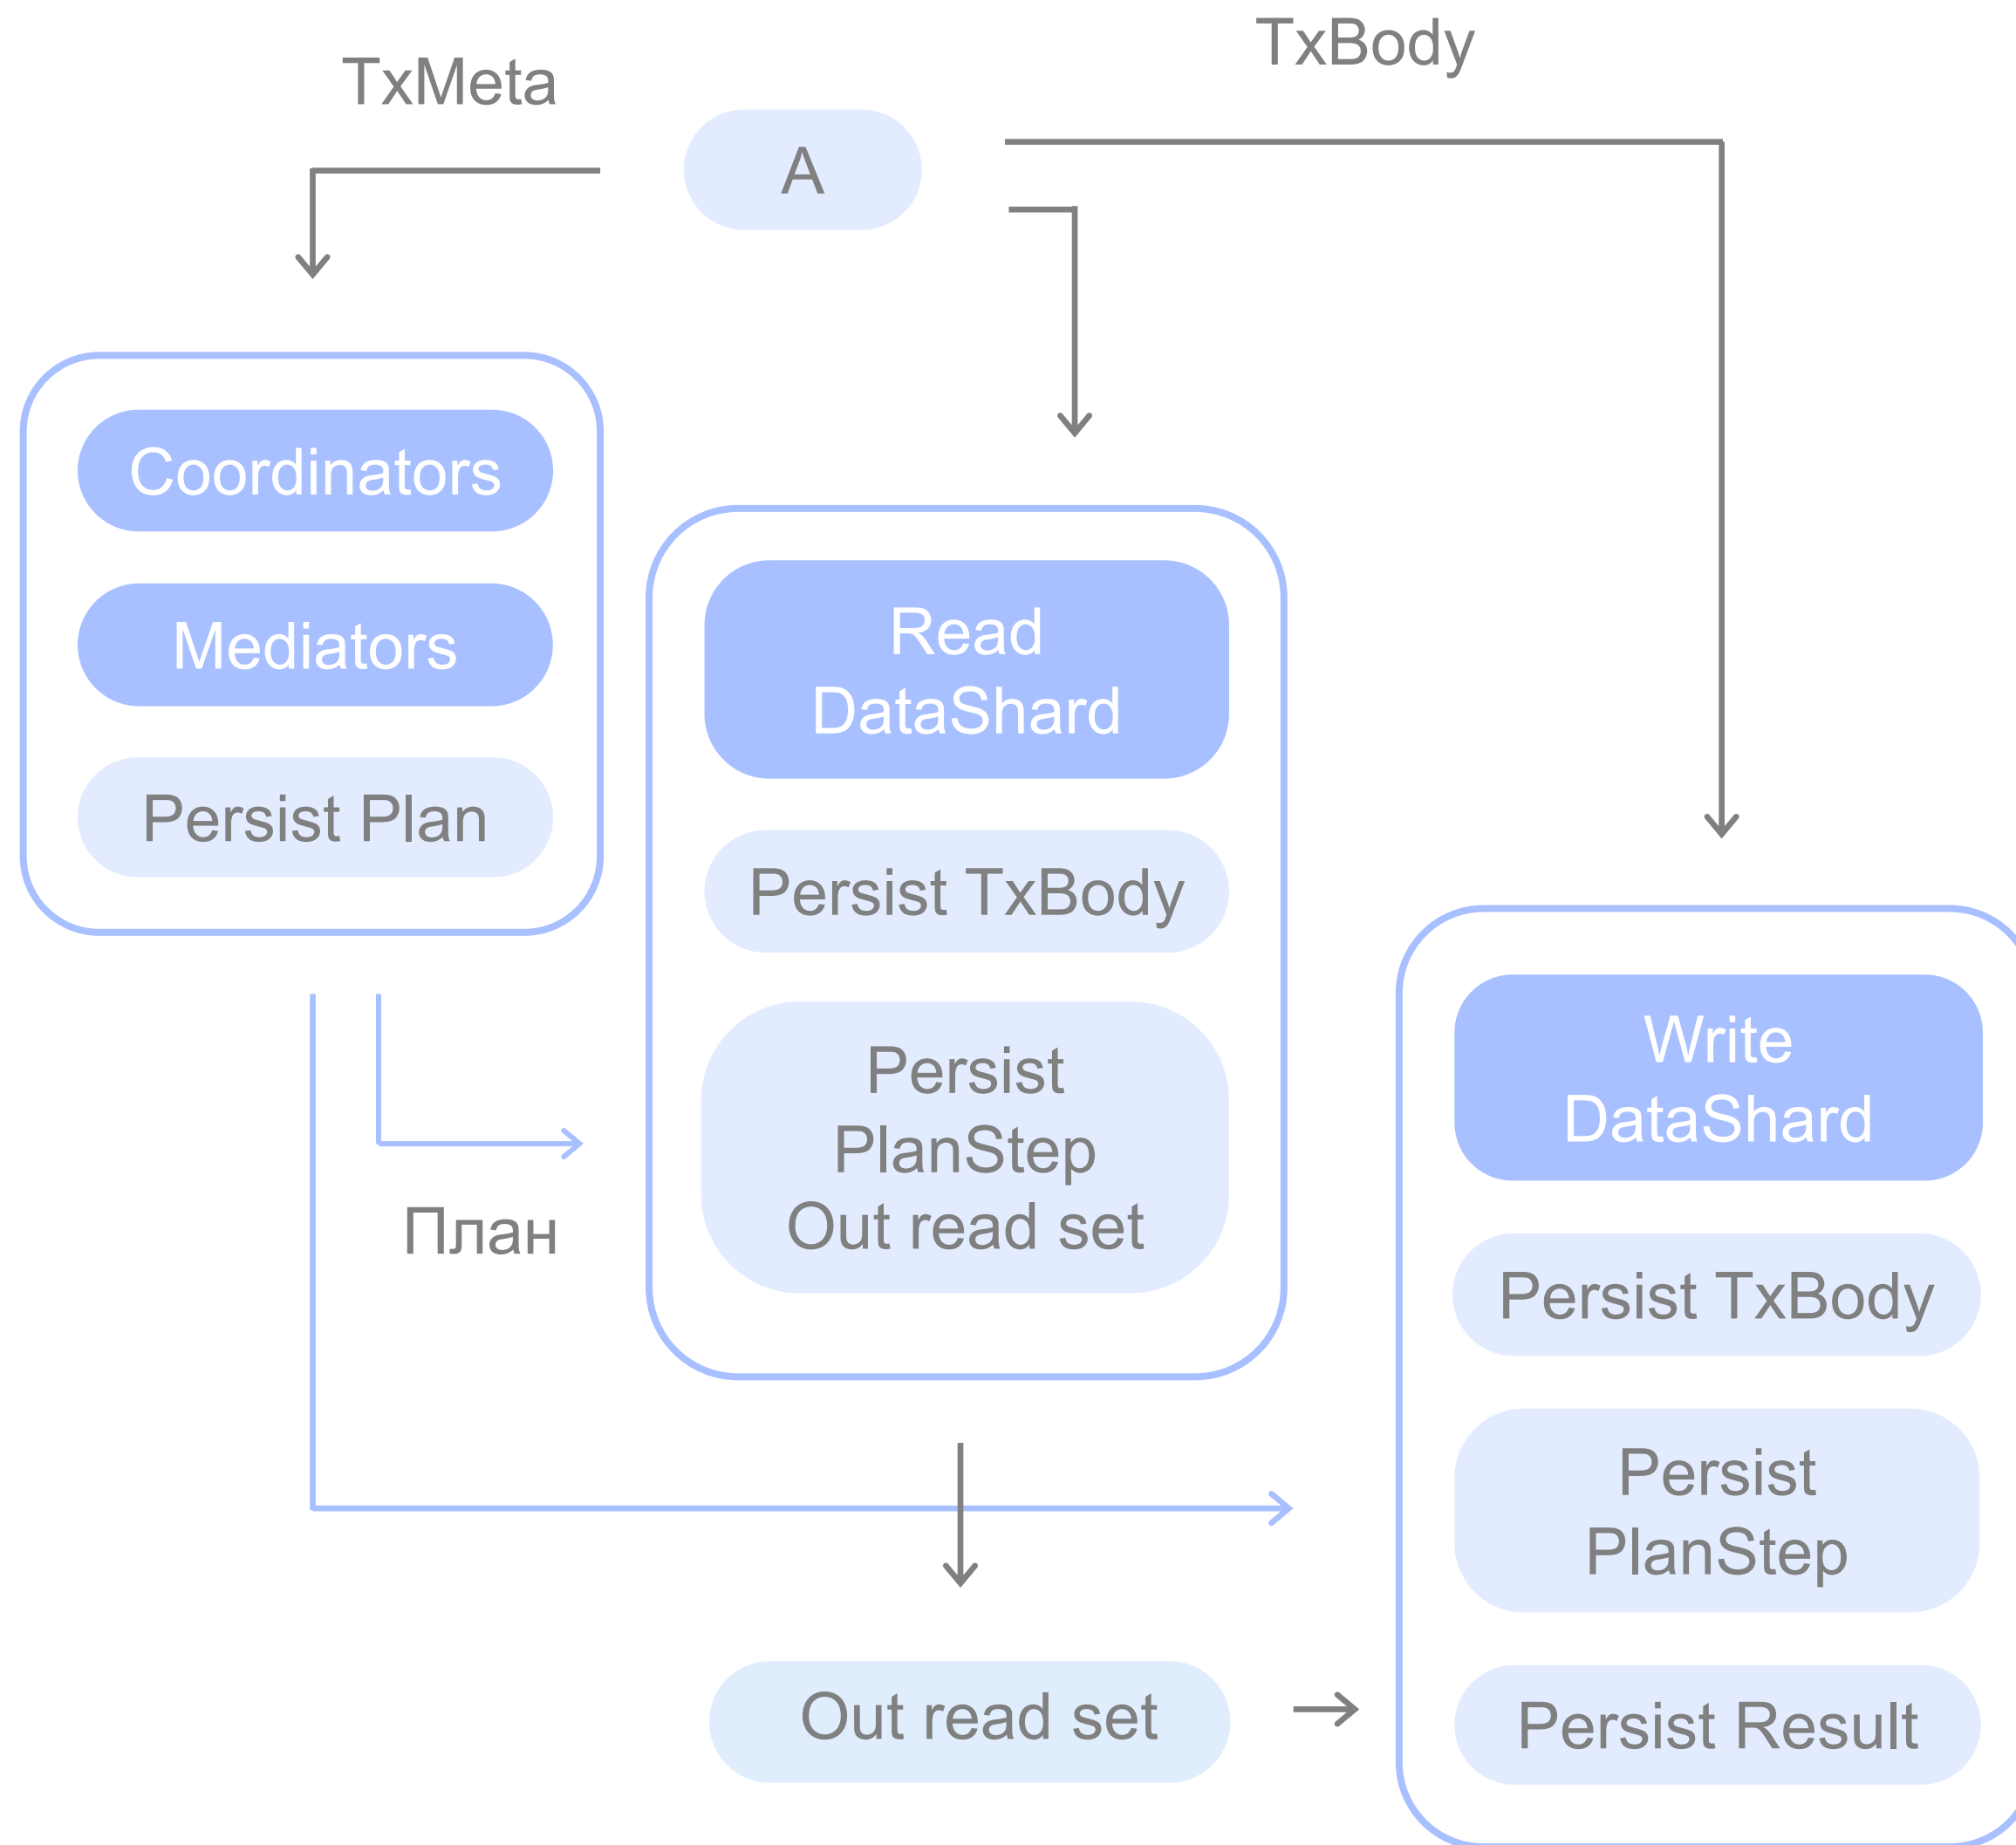 TxMeta
TxBody
A
Coordinators
Mediators
Persist Plan
Read
DataShard
Persist TxBody
Persist
PlanStep
Out read set
План
Write
DataShard
Persist TxBody
Persist
PlanStep
Persist Result
Out read set